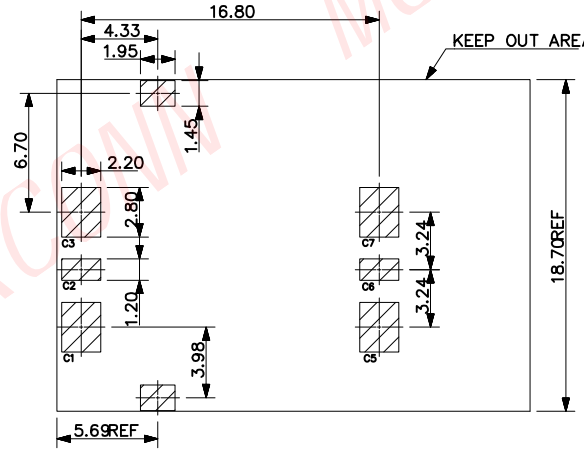 16.80
4.33
1.95
KEEP OUT AREA
1.45
6.70
2.20
2.80
C3
C7
3.24
C2
C6
18.70REF
1.20
3.24
C1
C5
3.98
5.69REF